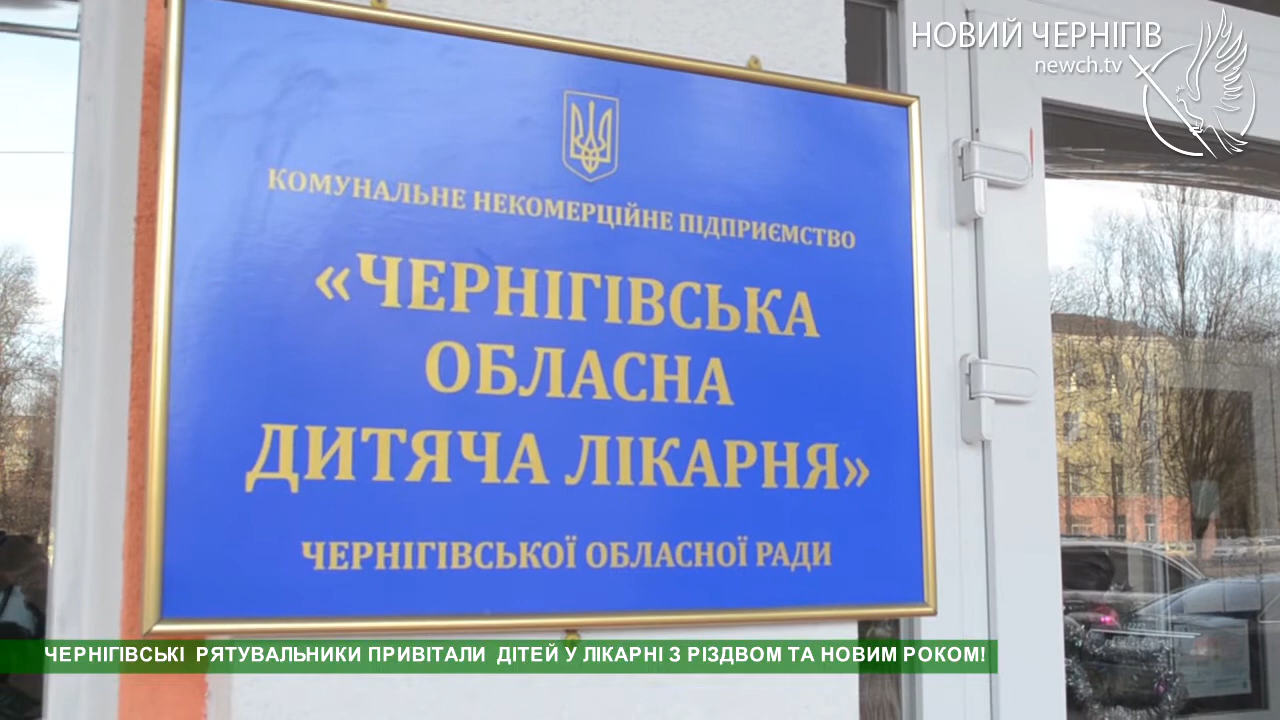 НОВИЙ ЧЕРНІГІВ
newch.tv
КОМУНАЛЬНЕ НЕКОМЕРЦІЙНЕ ПІДПРИЄМСТВО
«ЧЕРНІГІВСЬКА
ОБЛАСНА
ДИТЯЧА ЛІКАРНЯ»
ЧЕРНІГІВСЬКОЇ ОБЛАСНОЇ РАДИ
ЧЕРНІГІВСЬКІ РЯТУВАЛЬНИКИ ПРИВІТАЛИ ДІТЕЙ У ЛІКАРНІ З РІЗДВОМ ТА НОВИМ РОКОМ!